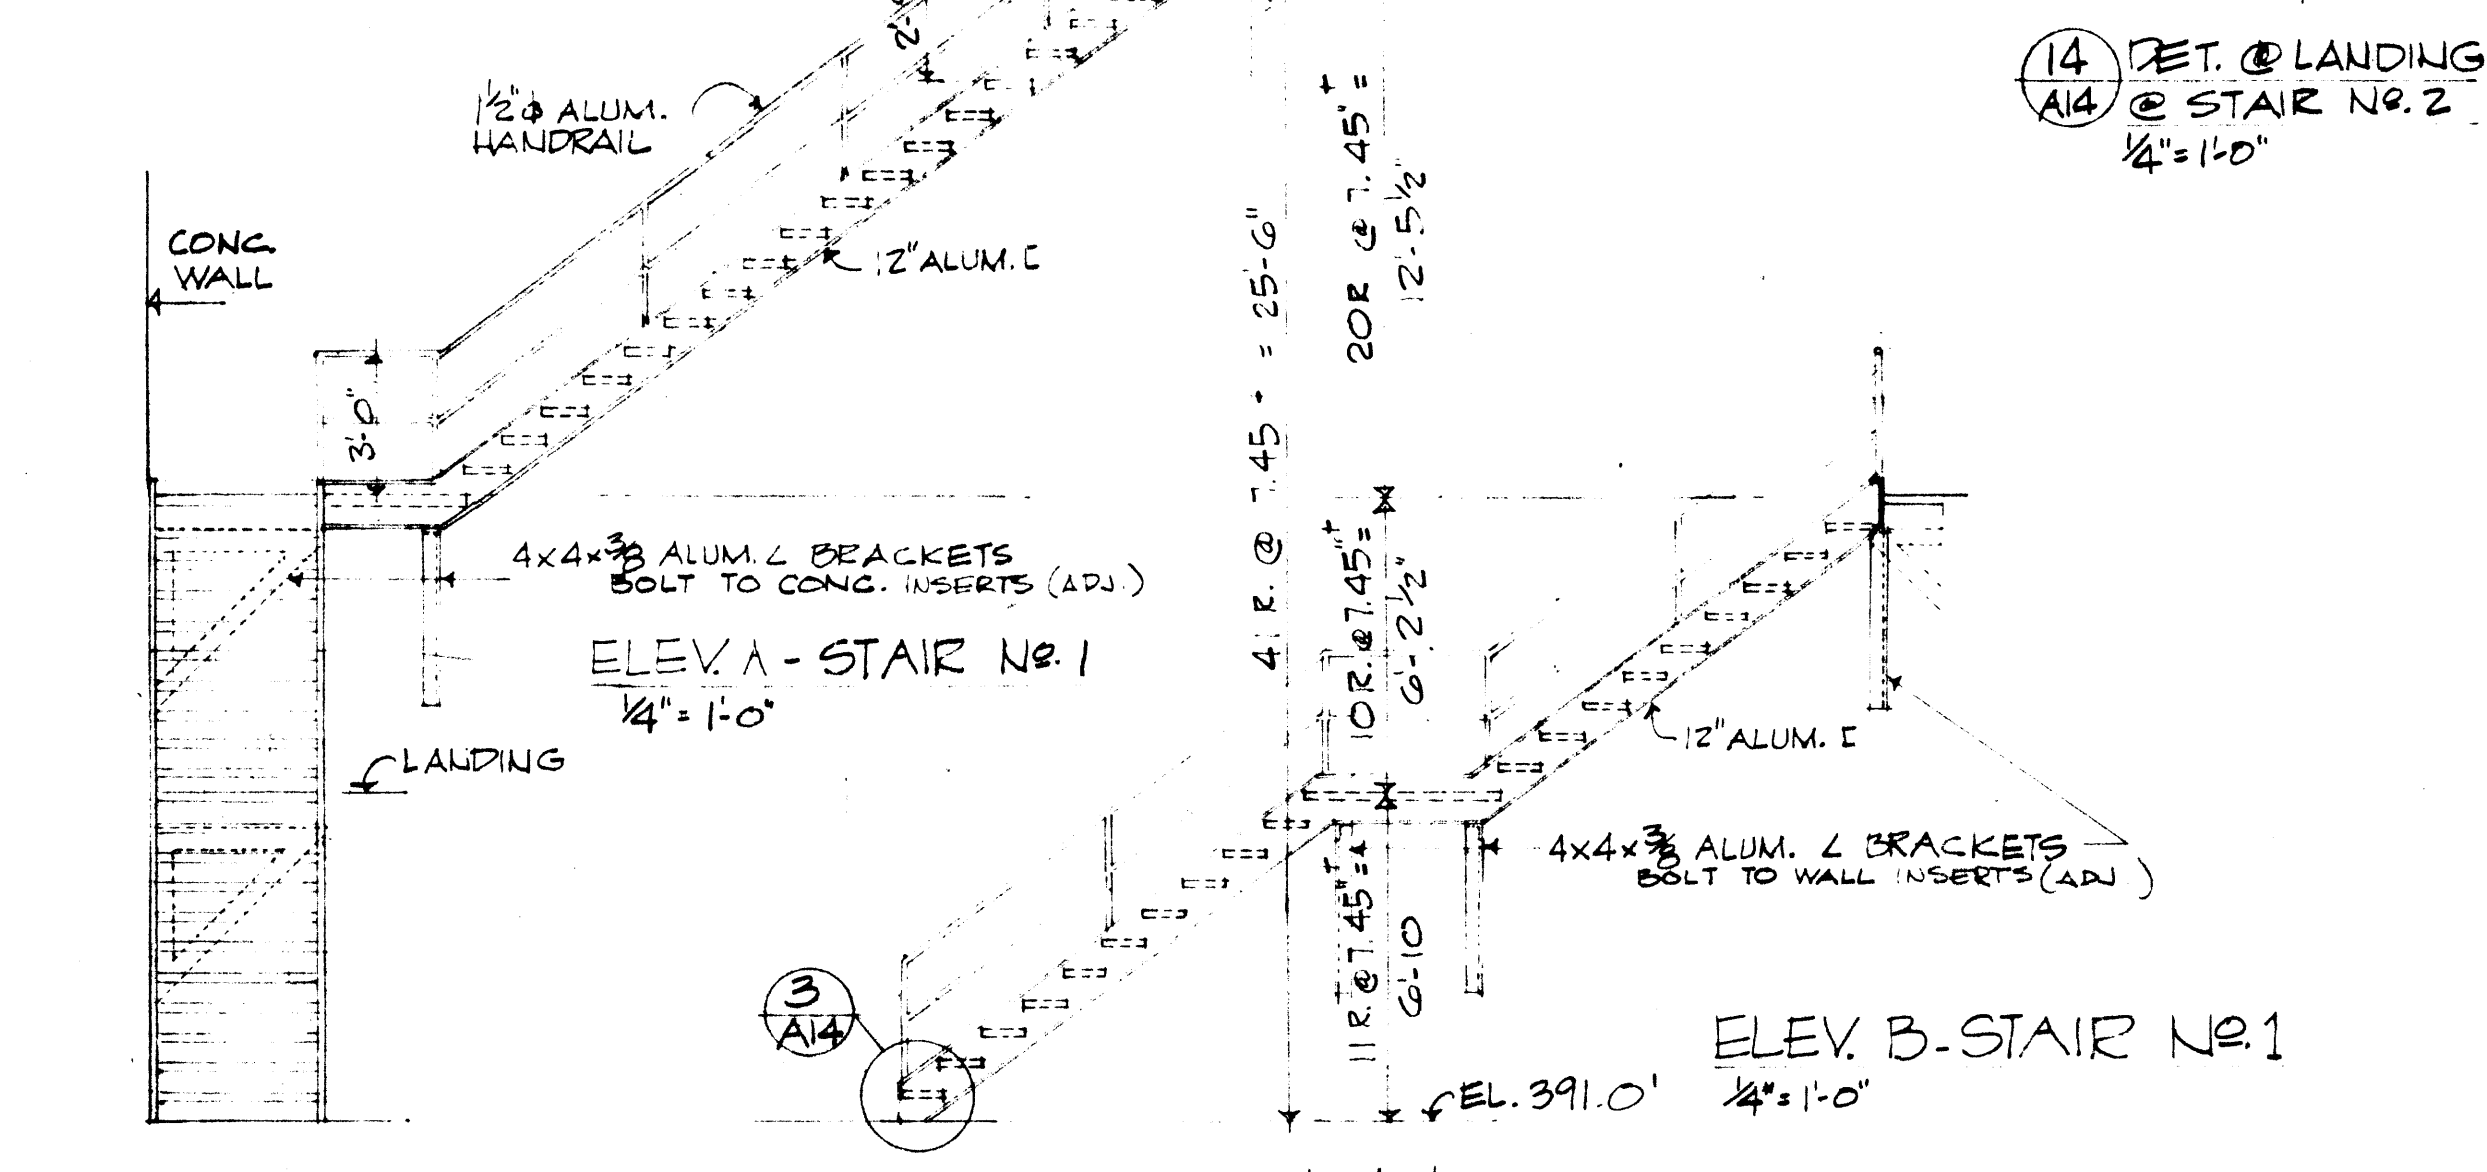 14
A14
DET. @ LANDING
@ STAIR Nº. 2
1/4" = 1'-0"
1 1/2" ⌀ ALUM.
HANDRAIL
CONC.
WALL
12" ALUM. [
3'-0"
41 R. @ 7.45 + = 25'-6"
20R @ 7.45" + =
12'-5 1/2"
10 R. @ 7.45" + =
6'-2 1/2"
11 R. @ 7.45" + =
6'-10
4x4x3/8 ALUM. ∠ BRACKETS
BOLT TO CONC. INSERTS (ADJ.)
ELEV. A - STAIR Nº. 1
1/4" = 1'-0"
LANDING
12" ALUM. [
4x4x3/8 ALUM. ∠ BRACKETS
BOLT TO WALL INSERTS (ADJ.)
3
A14
ELEV. B - STAIR Nº. 1
1/4" = 1'-0"
EL. 391.0'